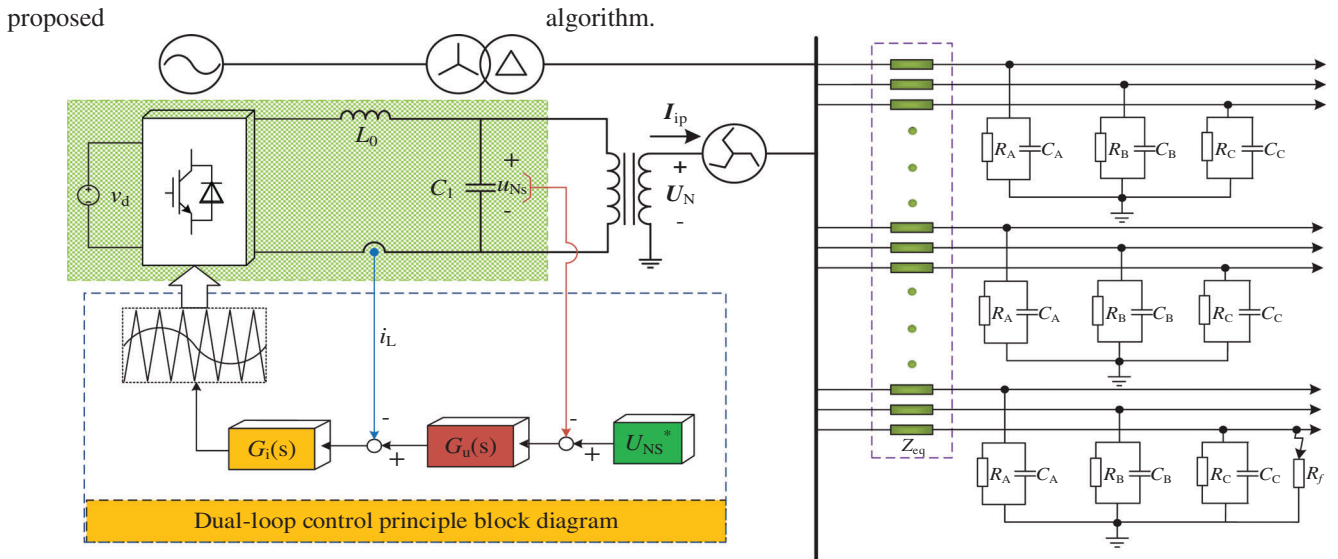 proposed algorithm.
L0
Iip
+
+
vd
C1
uNs
UN
-
-
RA CA RB CB RC CC
RA CA RB CB RC CC
iL
-
-
Gi(s)
+
Gu(s)
+
UNS*
Zeq
RA CA RB CB RC CC Rf
Dual-loop control principle block diagram